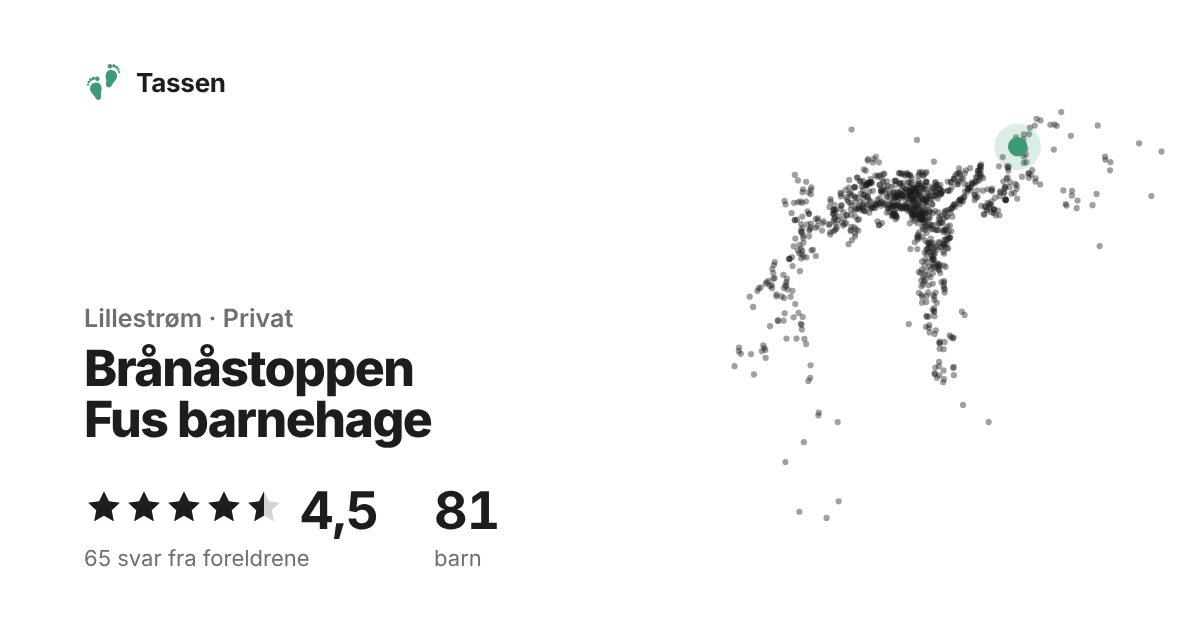 Tassen
Lillestrøm · Privat
Brånåstoppen
Fus barnehage
4,5
65 svar fra foreldrene
81
barn